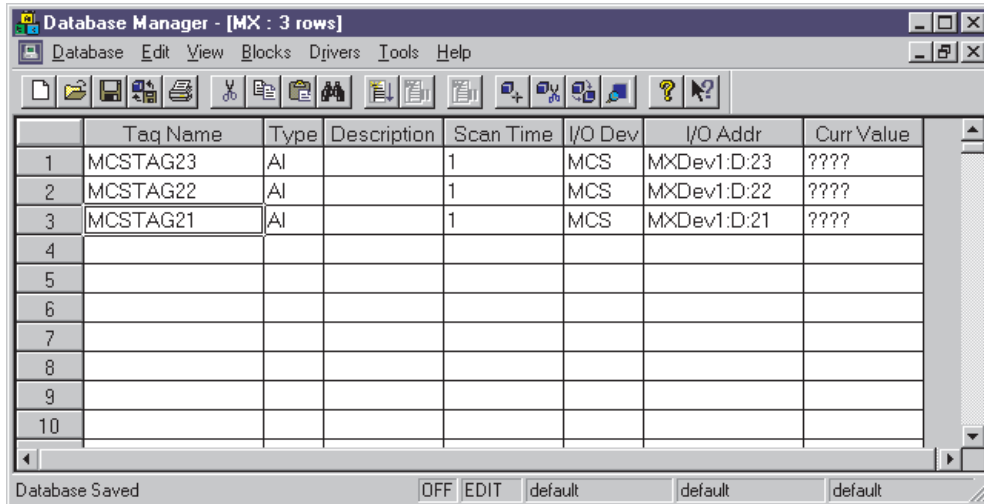 Database Manager - [MX : 3 rows]
Database Edit View Blocks Drivers Tools Help
Tag Name Type Description Scan Time I/O Dev I/O Addr Curr Value
1 MCSTAG23 AI 1 MCS MXDev1:D:23 ????
2 MCSTAG22 AI 1 MCS MXDev1:D:22 ????
3 MCSTAG21 AI 1 MCS MXDev1:D:21 ????
4
5
6
7
8
9
10
Database Saved OFF EDIT default default default